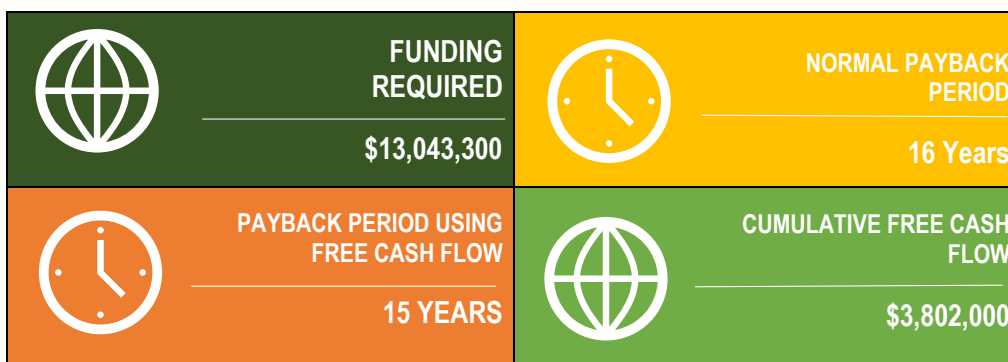 FUNDING
REQUIRED
$13,043,300
NORMAL PAYBACK
PERIOD
16 Years
PAYBACK PERIOD USING
FREE CASH FLOW
15 YEARS
CUMULATIVE FREE CASH
FLOW
$3,802,000